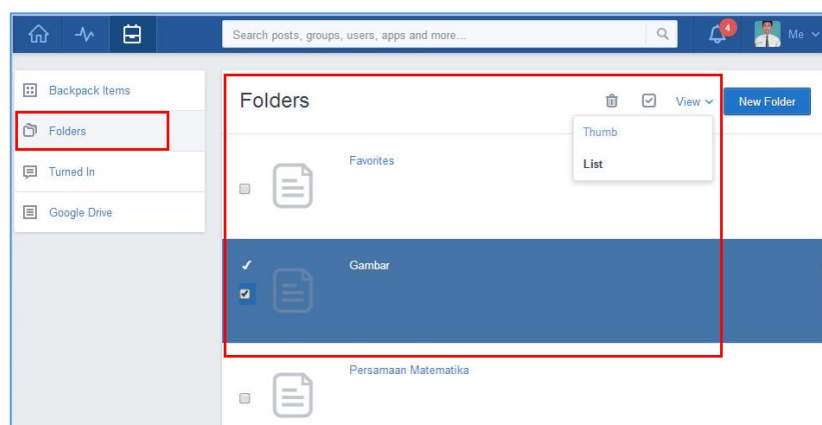 Search posts, groups, users, apps and more...
4
Me
Backpack Items
Folders
Turned In
Google Drive
Folders
View
New Folder
Thumb
List
Favorites
Gambar
Persamaan Matematika